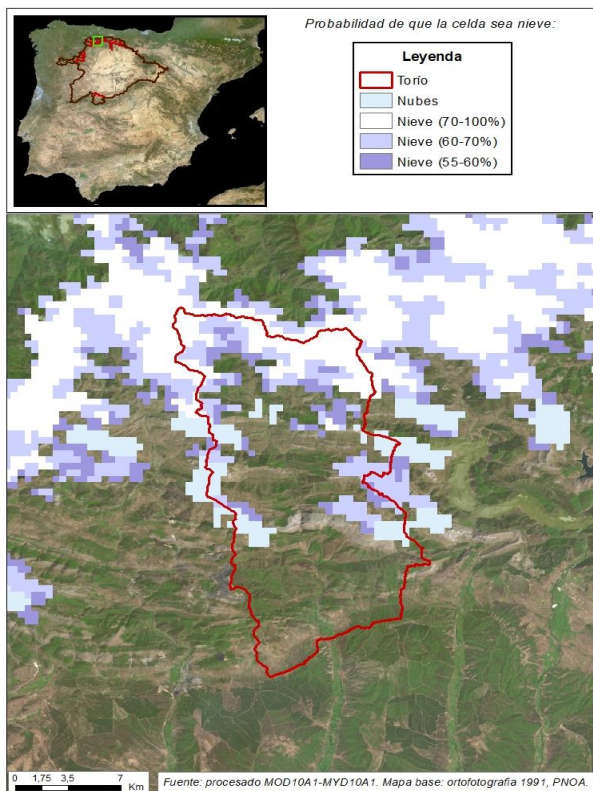 Probabilidad de que la celda sea nieve:
Leyenda
Torío
Nubes
Nieve (70-100%)
Nieve (60-70%)
Nieve (55-60%)
0 1,75 3,5 7
Km
Fuente: procesado MOD10A1-MYD10A1. Mapa base: ortofotografía 1991, PNOA.